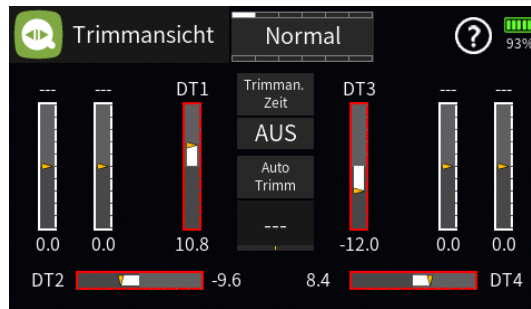 Trimmansicht
Normal
?
93%
---
---
DT1
Trimman.
Zeit
DT3
---
---
AUS
Auto
Trimm
---
0.0
0.0
10.8
-12.0
0.0
0.0
DT2
-9.6
8.4
DT4